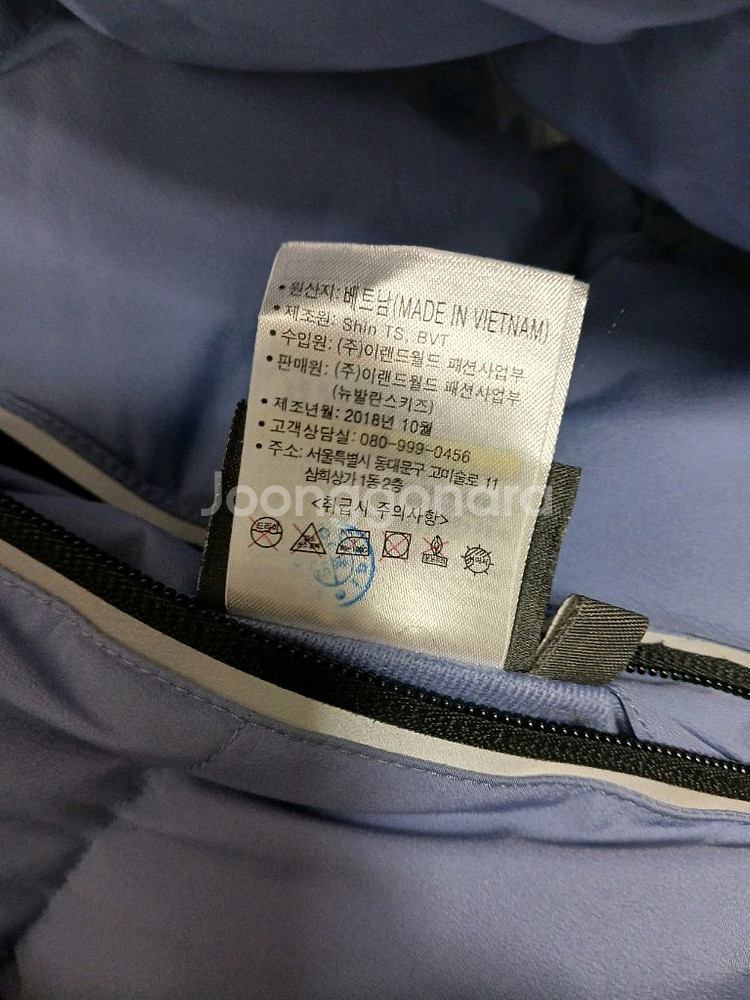 • 원산지: 베트남(MADE IN VIETNAM)
• 제조원: Shin TS, BVT
• 수입원: (주)이랜드월드 패션사업부
• 판매원: (주)이랜드월드 패션사업부
(뉴발란스키즈)
• 제조년월: 2018년 10월
• 고객상담실: 080-999-0456
• 주소: 서울특별시 동대문구 고미술로 11
삼희상가 1동 2층
Joonggonara
<취급시 주의사항>
드라이